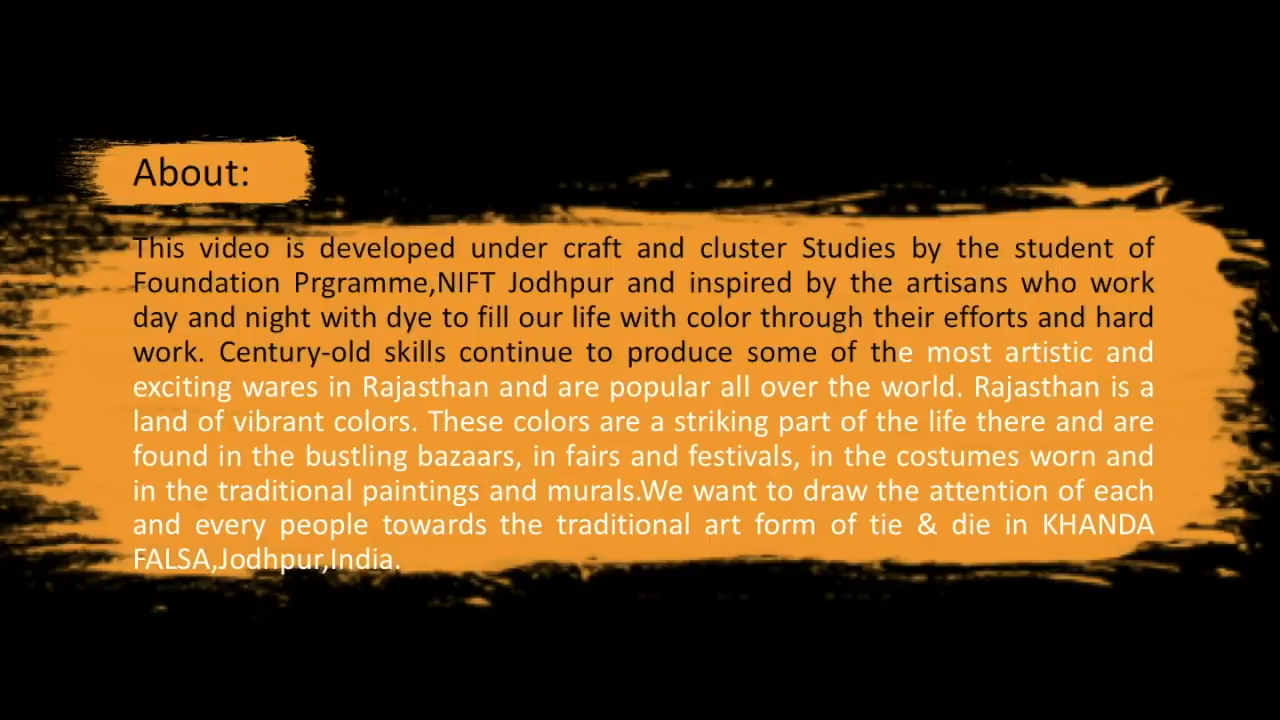 About:
This video is developed under craft and cluster Studies by the student of
Foundation Prgramme,NIFT Jodhpur and inspired by the artisans who work
day and night with dye to fill our life with color through their efforts and hard
work. Century-old skills continue to produce some of the most artistic and
exciting wares in Rajasthan and are popular all over the world. Rajasthan is a
land of vibrant colors. These colors are a striking part of the life there and are
found in the bustling bazaars, in fairs and festivals, in the costumes worn and
in the traditional paintings and murals.We want to draw the attention of each
and every people towards the traditional art form of tie & die in KHANDA
FALSA,Jodhpur,India.